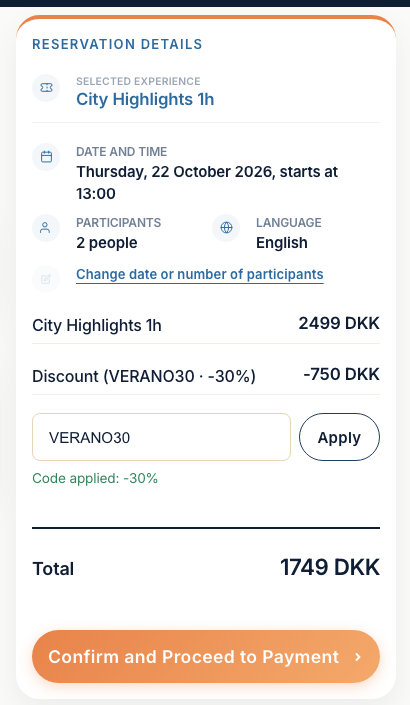 RESERVATION DETAILS
SELECTED EXPERIENCE
City Highlights 1h
DATE AND TIME
Thursday, 22 October 2026, starts at
13:00
PARTICIPANTS
2 people
LANGUAGE
English
Change date or number of participants
City Highlights 1h 2499 DKK
Discount (VERANO30 · -30%) -750 DKK
VERANO30 Apply
Code applied: -30%
Total 1749 DKK
Confirm and Proceed to Payment ›